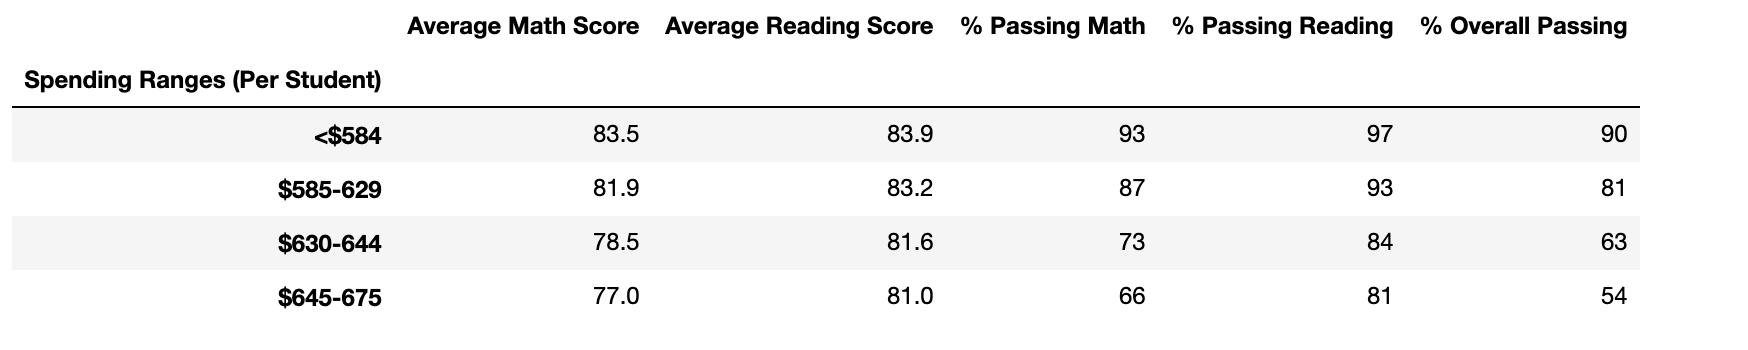 Average Math Score Average Reading Score % Passing Math % Passing Reading % Overall Passing
Spending Ranges (Per Student)
<$584 83.5 83.9 93 97 90
$585-629 81.9 83.2 87 93 81
$630-644 78.5 81.6 73 84 63
$645-675 77.0 81.0 66 81 54